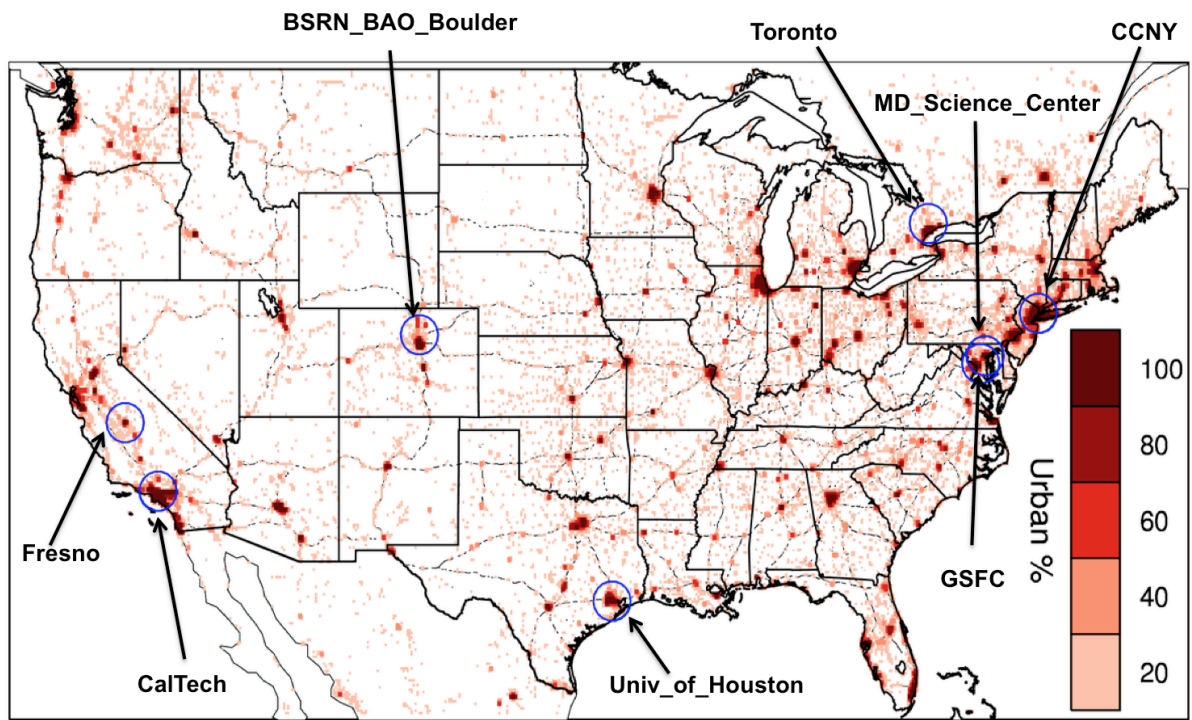 BSRN_BAO_Boulder
Toronto
CCNY
MD_Science_Center
Fresno
CalTech
Univ_of_Houston
GSFC
Urban %
100
80
60
40
20